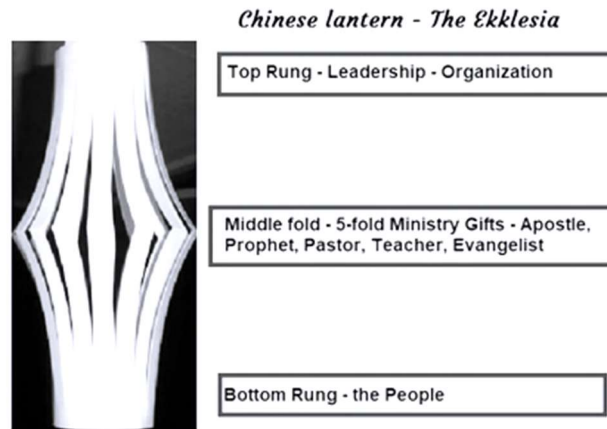 Chinese lantern - The Ekklesia
Top Rung - Leadership - Organization
Middle fold - 5-fold Ministry Gifts - Apostle,
Prophet, Pastor, Teacher, Evangelist
Bottom Rung - the People